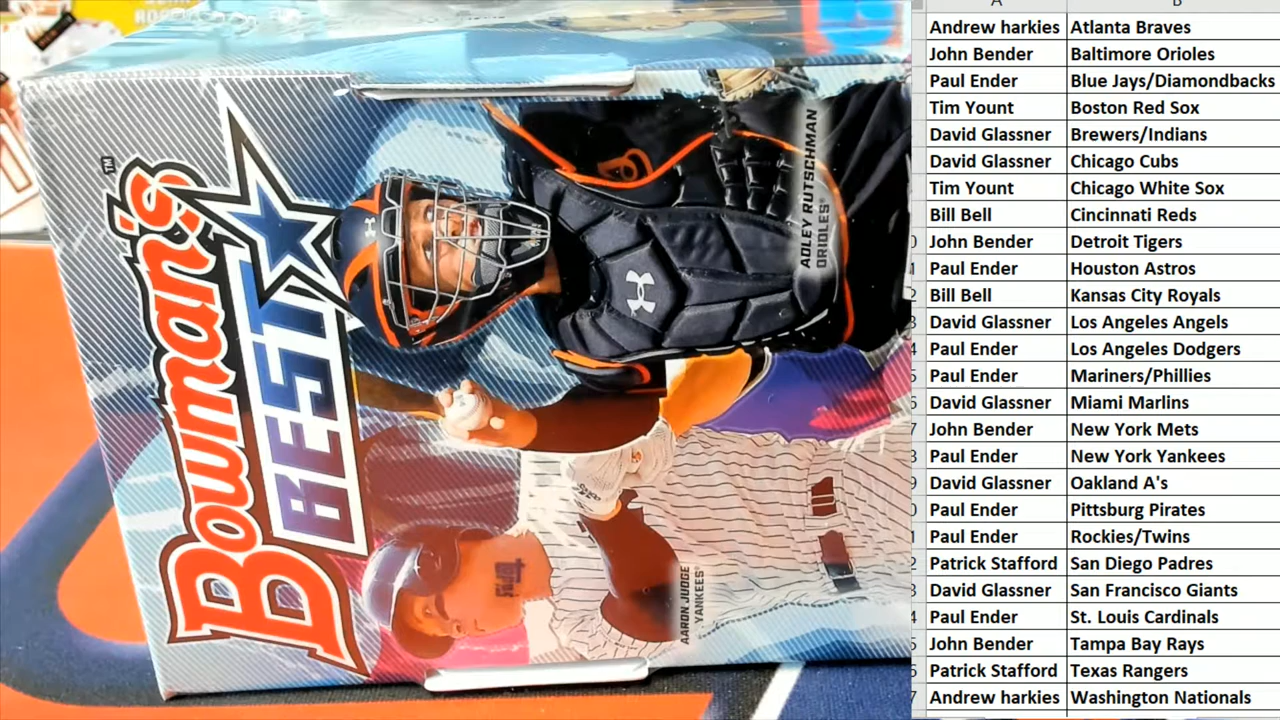 Bowman's
BEST
TM
ADLEY RUTSCHMAN
ORIOLES®
AARON JUDGE
YANKEES®
A B
Andrew harkies Atlanta Braves
John Bender Baltimore Orioles
Paul Ender Blue Jays/Diamondbacks
Tim Yount Boston Red Sox
David Glassner Brewers/Indians
David Glassner Chicago Cubs
Tim Yount Chicago White Sox
Bill Bell Cincinnati Reds
John Bender Detroit Tigers
Paul Ender Houston Astros
Bill Bell Kansas City Royals
David Glassner Los Angeles Angels
Paul Ender Los Angeles Dodgers
Paul Ender Mariners/Phillies
David Glassner Miami Marlins
John Bender New York Mets
Paul Ender New York Yankees
David Glassner Oakland A's
Paul Ender Pittsburg Pirates
Paul Ender Rockies/Twins
Patrick Stafford San Diego Padres
David Glassner San Francisco Giants
Paul Ender St. Louis Cardinals
John Bender Tampa Bay Rays
Patrick Stafford Texas Rangers
Andrew harkies Washington Nationals